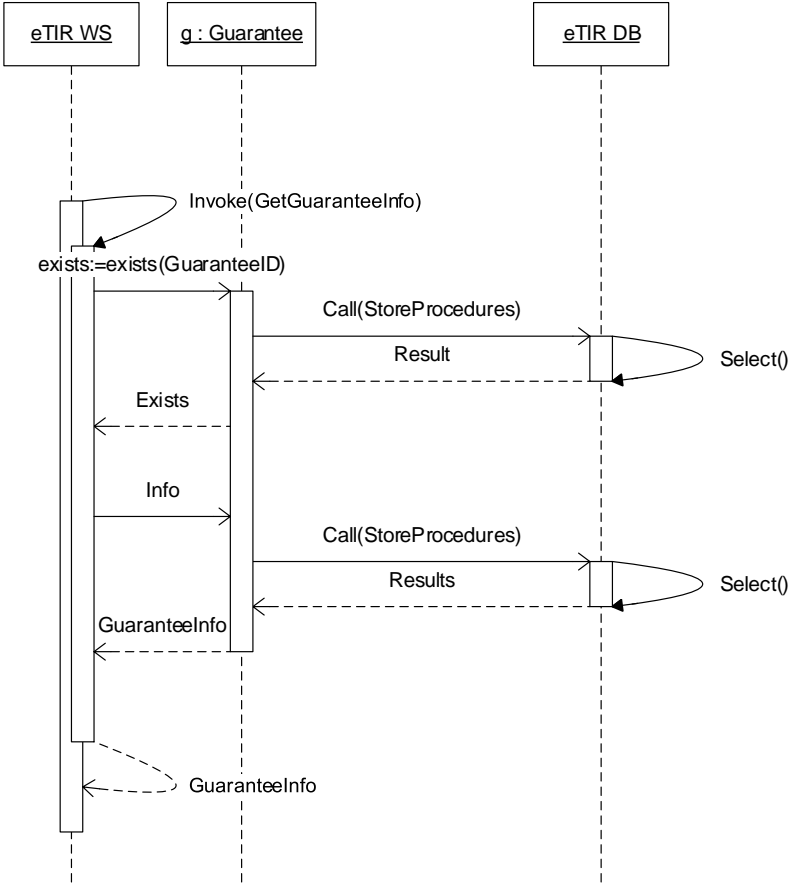 eTIR WS
g : Guarantee
eTIR DB
Invoke(GetGuaranteeInfo)
exists:=exists(GuaranteeID)
Call(StoreProcedures)
Result
Select()
Exists
Info
Call(StoreProcedures)
Results
Select()
GuaranteeInfo
GuaranteeInfo